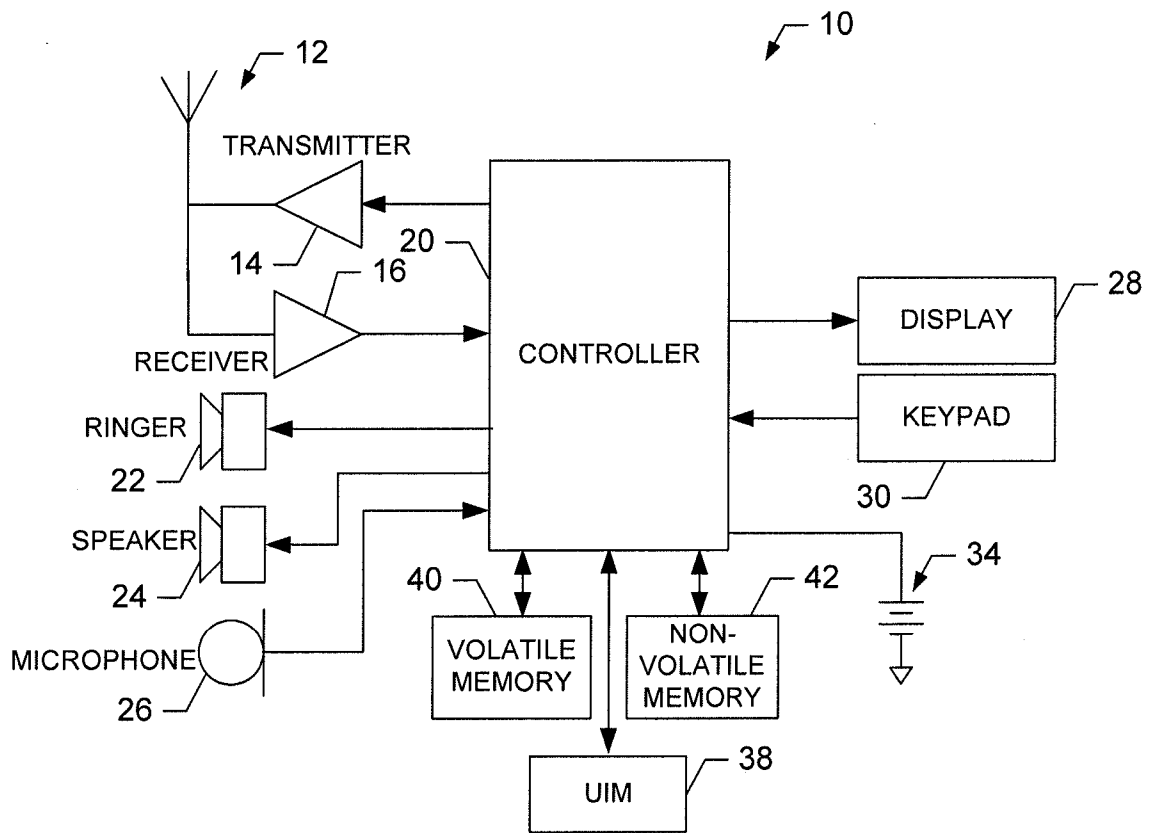 10
12
TRANSMITTER
14
20
16
28
DISPLAY
RECEIVER
CONTROLLER
KEYPAD
RINGER
22
30
SPEAKER
24
40
42
34
VOLATILE
MEMORY
NON-
VOLATILE
MEMORY
MICROPHONE
26
38
UIM